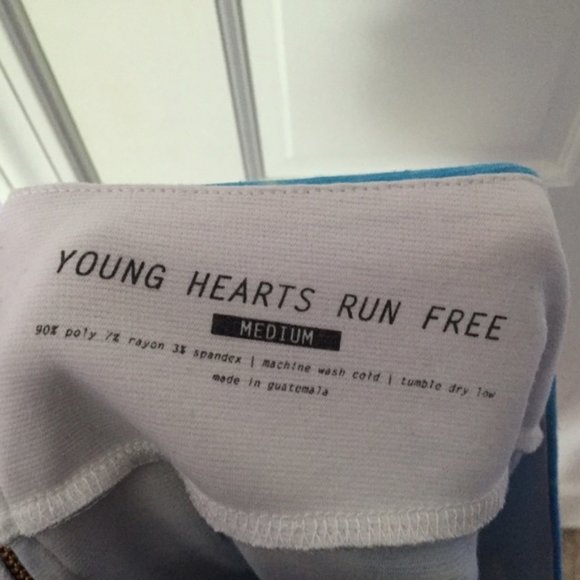 YOUNG HEARTS RUN FREE
MEDIUM
90% poly 7% rayon 3% spandex | machine wash cold | tumble dry low
made in guatemala